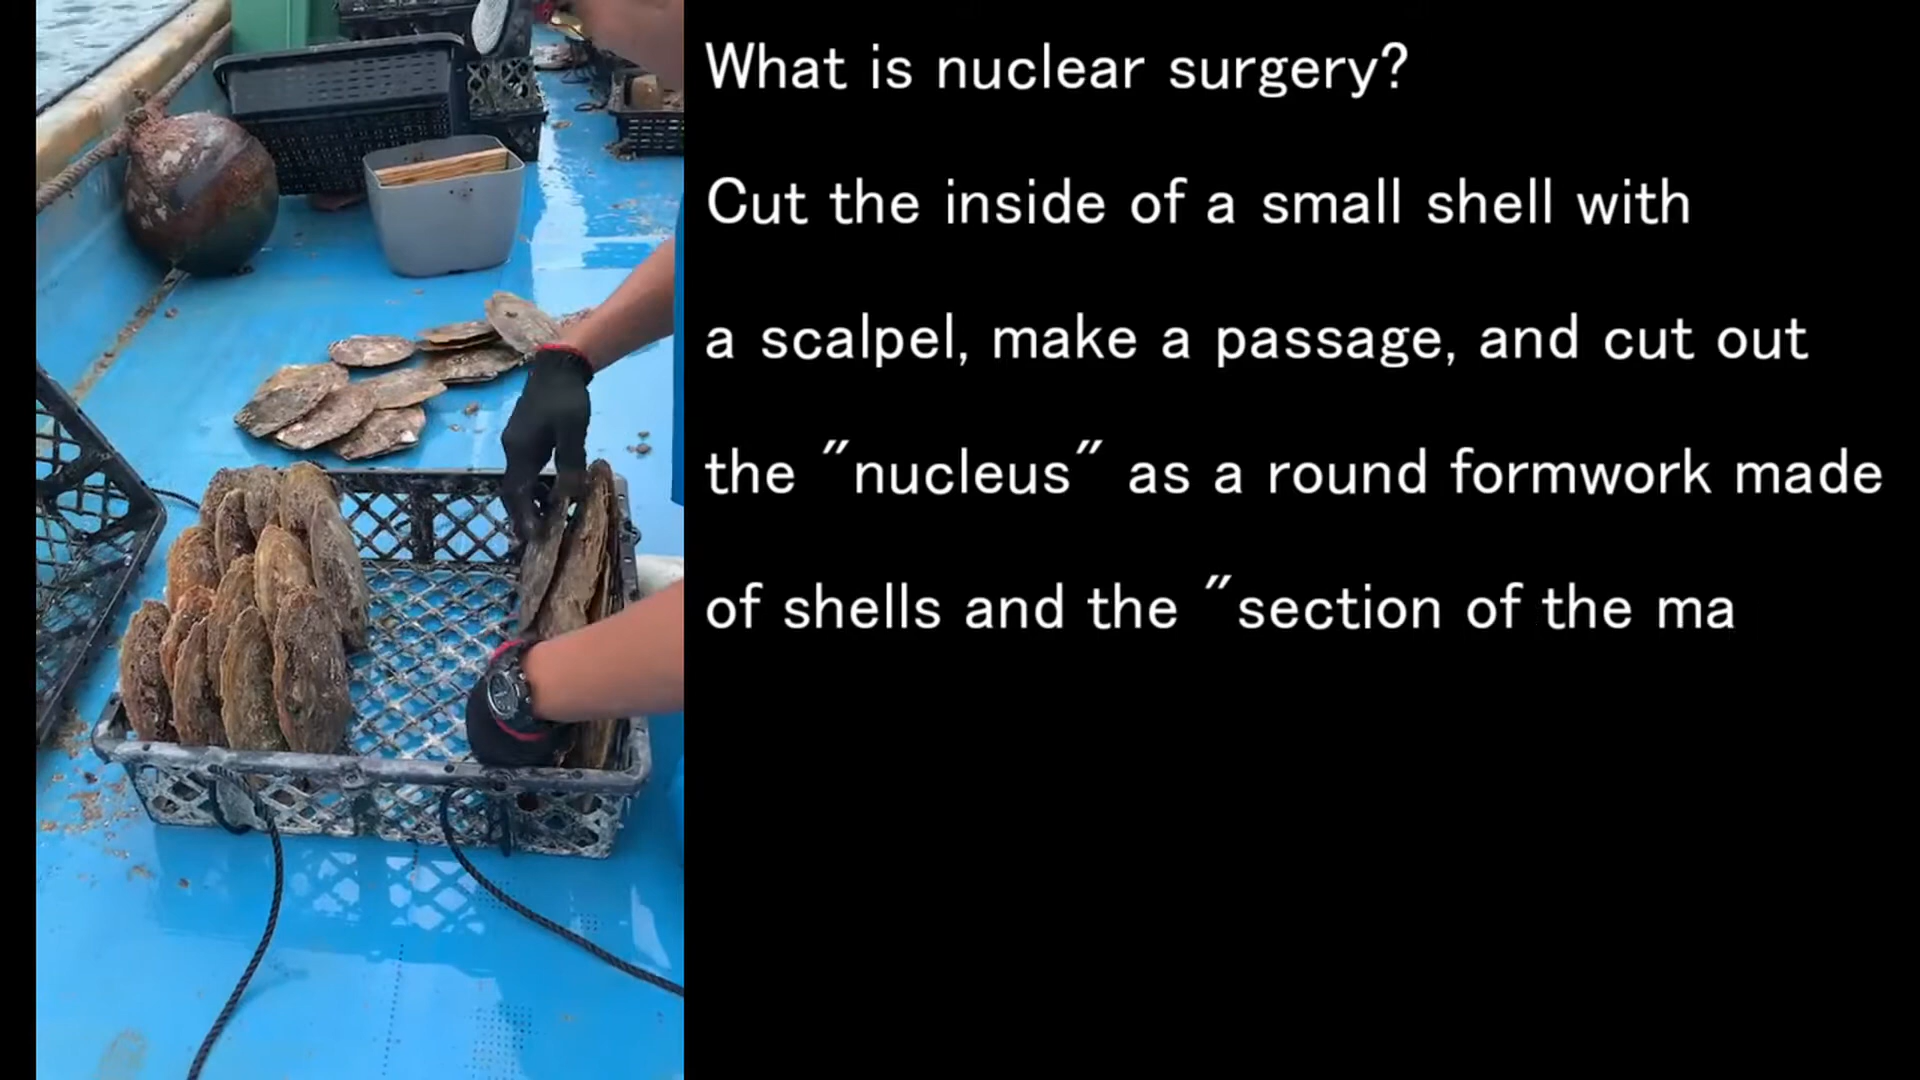 What is nuclear surgery?
Cut the inside of a small shell with
a scalpel, make a passage, and cut out
the "nucleus" as a round formwork made
of shells and the "section of the ma